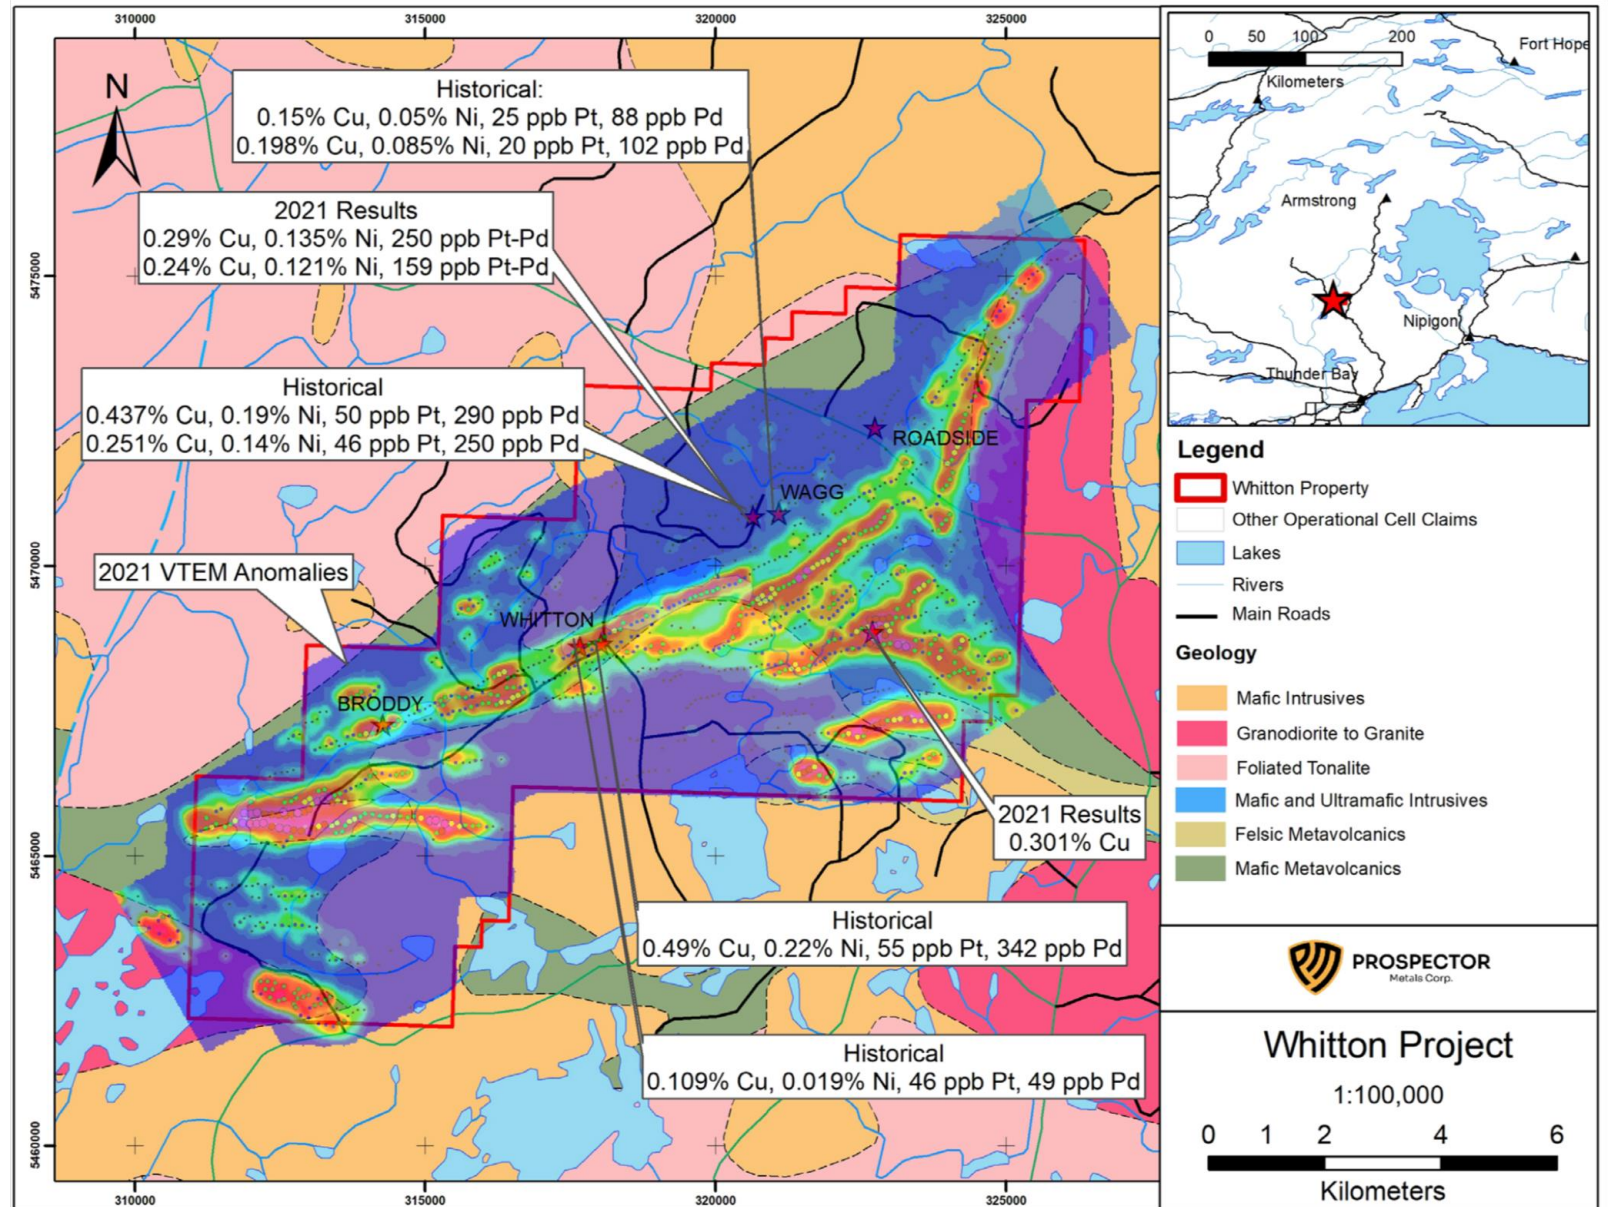 310000
315000
320000
325000
N
Historical:
0.15% Cu, 0.05% Ni, 25 ppb Pt, 88 ppb Pd
0.198% Cu, 0.085% Ni, 20 ppb Pt, 102 ppb Pd
2021 Results
0.29% Cu, 0.135% Ni, 250 ppb Pt-Pd
0.24% Cu, 0.121% Ni, 159 ppb Pt-Pd
5475000
Historical
0.437% Cu, 0.19% Ni, 50 ppb Pt, 290 ppb Pd
0.251% Cu, 0.14% Ni, 46 ppb Pt, 250 ppb Pd
ROADSIDE
WAGG
5470000
2021 VTEM Anomalies
WHITTON
BRODDY
2021 Results
0.301% Cu
5465000
Historical
0.49% Cu, 0.22% Ni, 55 ppb Pt, 342 ppb Pd
Historical
0.109% Cu, 0.019% Ni, 46 ppb Pt, 49 ppb Pd
5460000
310000
315000
320000
325000
0 50 100 200
Kilometers
Fort Hope
Armstrong
Nipigon
Thunder Bay
Legend
Whitton Property
Other Operational Cell Claims
Lakes
Rivers
Main Roads
Geology
Mafic Intrusives
Granodiorite to Granite
Foliated Tonalite
Mafic and Ultramafic Intrusives
Felsic Metavolcanics
Mafic Metavolcanics
PROSPECTOR
Metals Corp.
Whitton Project
1:100,000
0 1 2 4 6
Kilometers